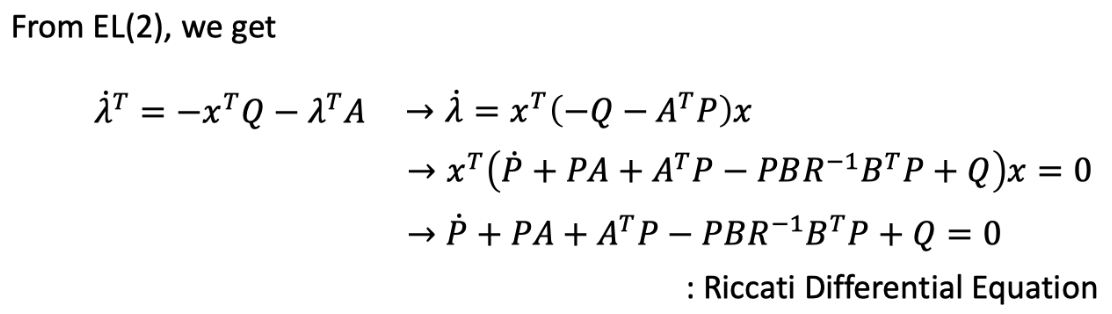 From EL(2), we get
λ̇ᵀ = −xᵀQ − λᵀA → λ̇ = xᵀ(−Q − AᵀP)x
→ xᵀ(Ṗ + PA + AᵀP − PBR⁻¹BᵀP + Q)x = 0
→ Ṗ + PA + AᵀP − PBR⁻¹BᵀP + Q = 0
: Riccati Differential Equation